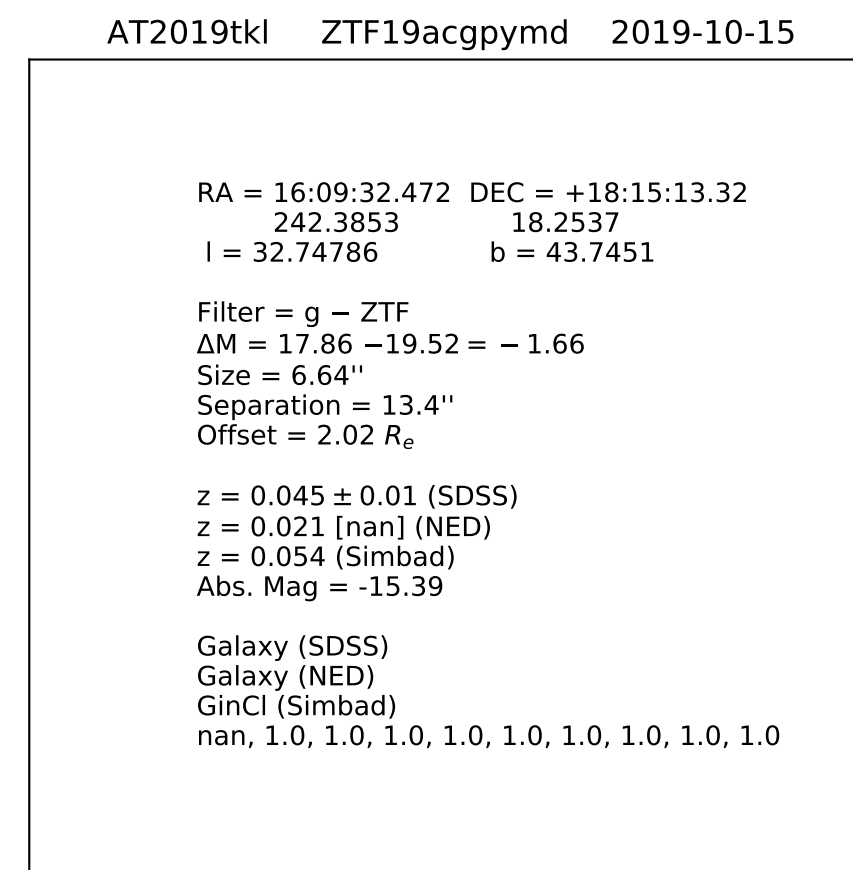 AT2019tkl ZTF19acgpymd 2019-10-15
RA = 16:09:32.472 DEC = +18:15:13.32
242.3853 18.2537
l = 32.74786 b = 43.7451
Filter = g − ZTF
ΔM = 17.86 −19.52 = − 1.66
Size = 6.64''
Separation = 13.4''
Offset = 2.02 Rₑ
z = 0.045 ± 0.01 (SDSS)
z = 0.021 [nan] (NED)
z = 0.054 (Simbad)
Abs. Mag = -15.39
Galaxy (SDSS)
Galaxy (NED)
GinCl (Simbad)
nan, 1.0, 1.0, 1.0, 1.0, 1.0, 1.0, 1.0, 1.0, 1.0